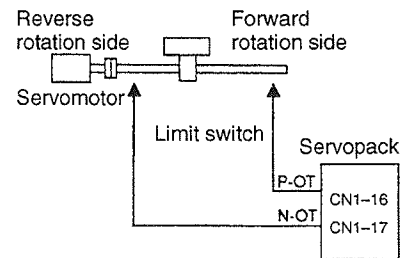 Reverse
rotation side
Forward
rotation side
Servomotor
Limit switch
Servopack
P-OT
CN1–16
N-OT
CN1–17